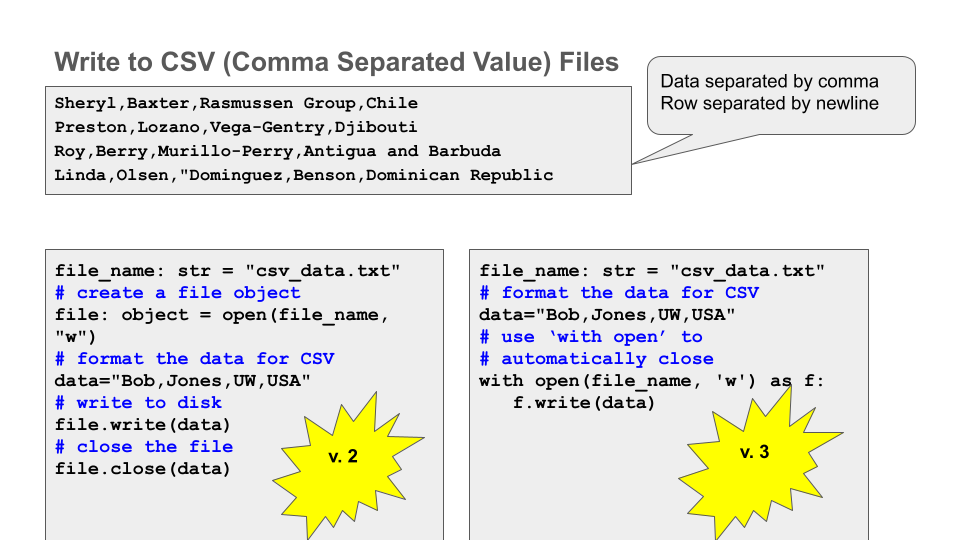 Write to CSV (Comma Separated Value) Files
Data separated by comma
Row separated by newline
Sheryl,Baxter,Rasmussen Group,Chile
Preston,Lozano,Vega-Gentry,Djibouti
Roy,Berry,Murillo-Perry,Antigua and Barbuda
Linda,Olsen,"Dominguez,Benson,Dominican Republic
file_name: str = "csv_data.txt"
# create a file object
file: object = open(file_name,
"w")
# format the data for CSV
data="Bob,Jones,UW,USA"
# write to disk
file.write(data)
# close the file
file.close(data)
v. 2
file_name: str = "csv_data.txt"
# format the data for CSV
data="Bob,Jones,UW,USA"
# use ‘with open’ to
# automatically close
with open(file_name, 'w') as f:
   f.write(data)
v. 3